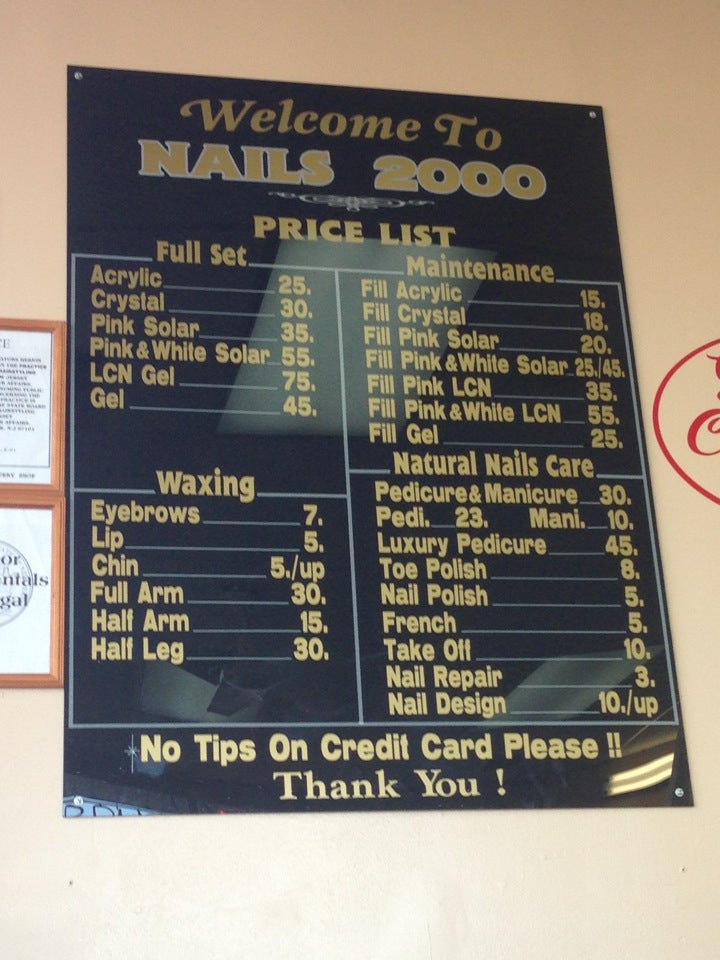 Welcome To
NAILS 2000
PRICE LIST
Full Set
Acrylic 25.
Crystal 30.
Pink Solar 35.
Pink & White Solar 55.
LCN Gel 75.
Gel 45.
Waxing
Eyebrows 7.
Lip 5.
Chin 5./up
Full Arm 30.
Half Arm 15.
Half Leg 30.
Maintenance
Fill Acrylic 15.
Fill Crystal 18.
Fill Pink Solar 20.
Fill Pink & White Solar 25./45.
Fill Pink LCN 35.
Fill Pink & White LCN 55.
Fill Gel 25.
Natural Nails Care
Pedicure & Manicure 30.
Pedi. 23. Mani. 10.
Luxury Pedicure 45.
Toe Polish 8.
Nail Polish 5.
French 5.
Take Off 10.
Nail Repair 3.
Nail Design 10./up
*No Tips On Credit Card Please !!
Thank You !
or
entals
gal